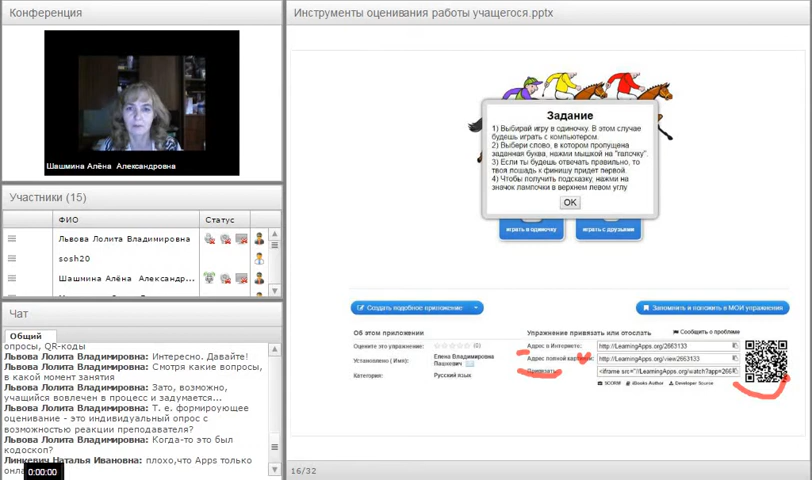 Конференция
Шашмина Алёна Александровна
Участники (15)
ФИО
Статус
Львова Лолита Владимировна
sosh20
Шашмина Алёна Александр...
Чат
Общий
опросы, QR-коды
Львова Лолита Владимировна: Интересно. Давайте!
Львова Лолита Владимировна: Смотря какие вопросы,
в какой момент занятия
Львова Лолита Владимировна: Зато, возможно,
учащийся вовлечен в процесс и задумается...
Львова Лолита Владимировна: Т. е. формирующее
оценивание - это индивидуальный опрос с
возможностью реакции преподавателя?
Львова Лолита Владимировна: Когда-то это был
кодоскоп?
Линкевич Наталья Ивановна: плохо,что Apps только
0:00:00
Инструменты оценивания работы учащегося.pptx
Задание
1) Выбирай игру в одиночку. В этом случае
будешь играть с компьютером.
2) Выбери слово, в котором пропущена
заданная буква, нажми мышкой на "галочку".
3) Если ты будешь отвечать правильно, то
твоя лошадь к финишу придет первой.
4) Чтобы получить подсказку, нажми на
значок лампочки в верхнем левом углу
OK
играть в одиночку
играть с друзьями
Создать подобное приложение
Запомнить и положить в МОИ упражнения
Об этом приложении
Оцените это упражнение:
(0)
Установлено ( Имя):
Елена Владимировна
Пашкевич
Категория:
Русский язык
Упражнение привязать или отослать
Сообщить о проблеме
Адрес в Интернете:
http://LearningApps.org/2663133
Адрес полной картинки:
http://LearningApps.org/view2663133
Привязать:
<iframe src="//LearningApps.org/watch?app=266
SCORM
iBooks Author
Developer Source
16/32